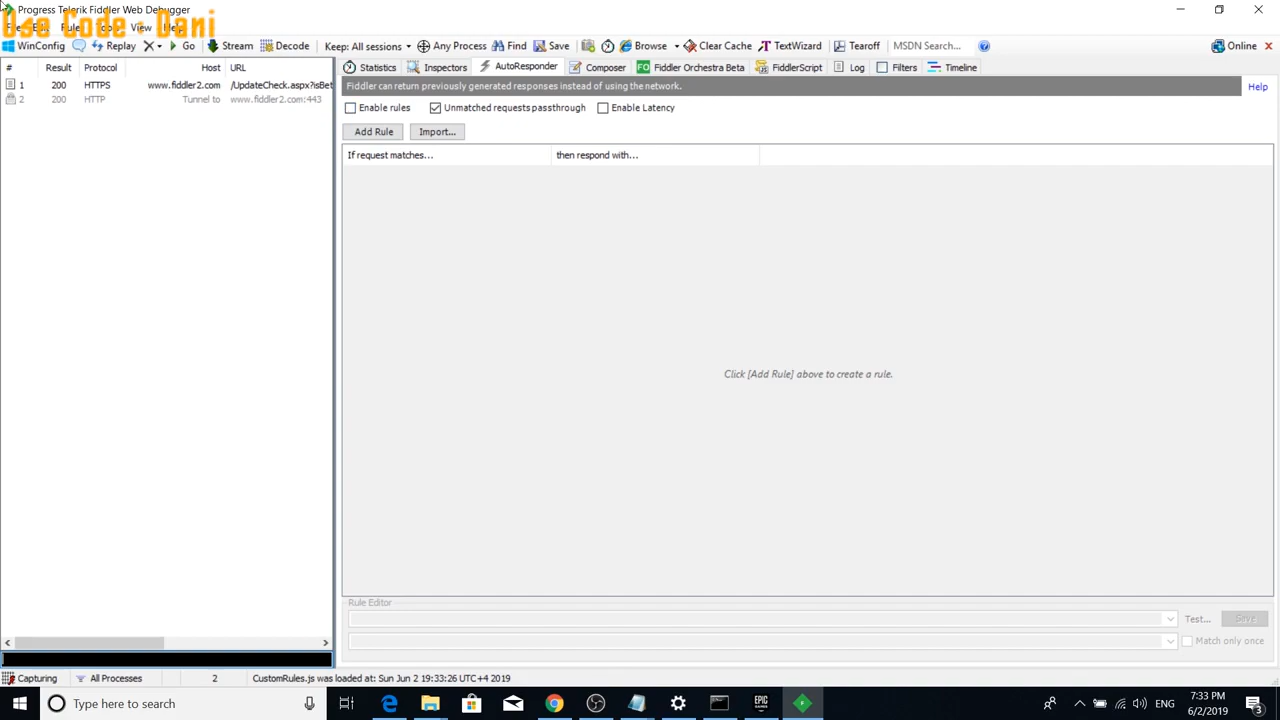 Progress Telerik Fiddler Web Debugger
Use Code : Dani
View
WinConfig Replay Go Stream Decode Keep: All sessions Any Process Find Save Browse Clear Cache TextWizard Tearoff MSDN Search... Online
# Result Protocol Host URL
1 200 HTTPS www.fiddler2.com /UpdateCheck.aspx?isBet
2 200 HTTP Tunnel to www.fiddler2.com:443
Statistics Inspectors AutoResponder Composer FO Fiddler Orchestra Beta FiddlerScript Log Filters Timeline
Fiddler can return previously generated responses instead of using the network. Help
Enable rules Unmatched requests passthrough Enable Latency
Add Rule Import...
If request matches... then respond with...
Click [Add Rule] above to create a rule.
Rule Editor
Test... Save
Match only once
Capturing All Processes 2 CustomRules.js was loaded at: Sun Jun 2 19:33:26 UTC+4 2019
Type here to search
EPIC GAMES
ENG
7:33 PM
6/2/2019
3